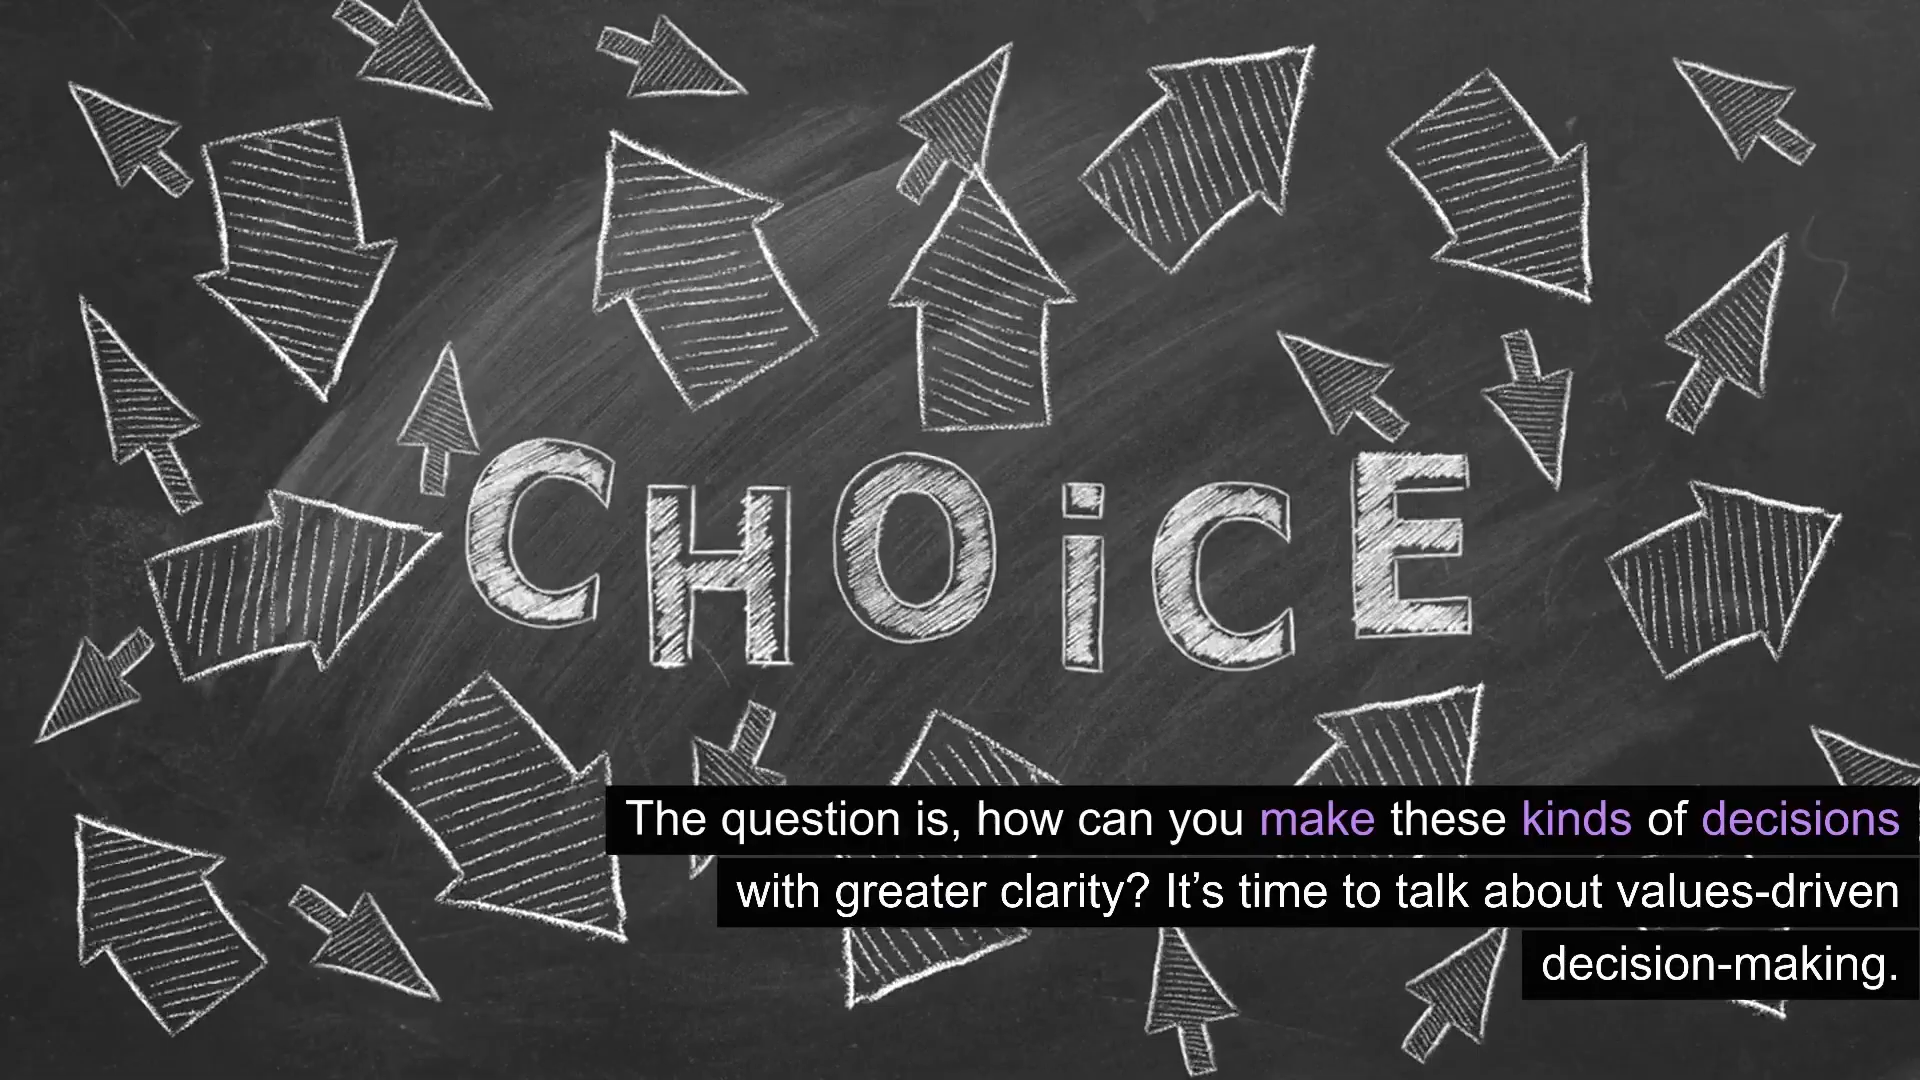 CHOiCE
The question is, how can you make these kinds of decisions
with greater clarity? It’s time to talk about values-driven
decision-making.